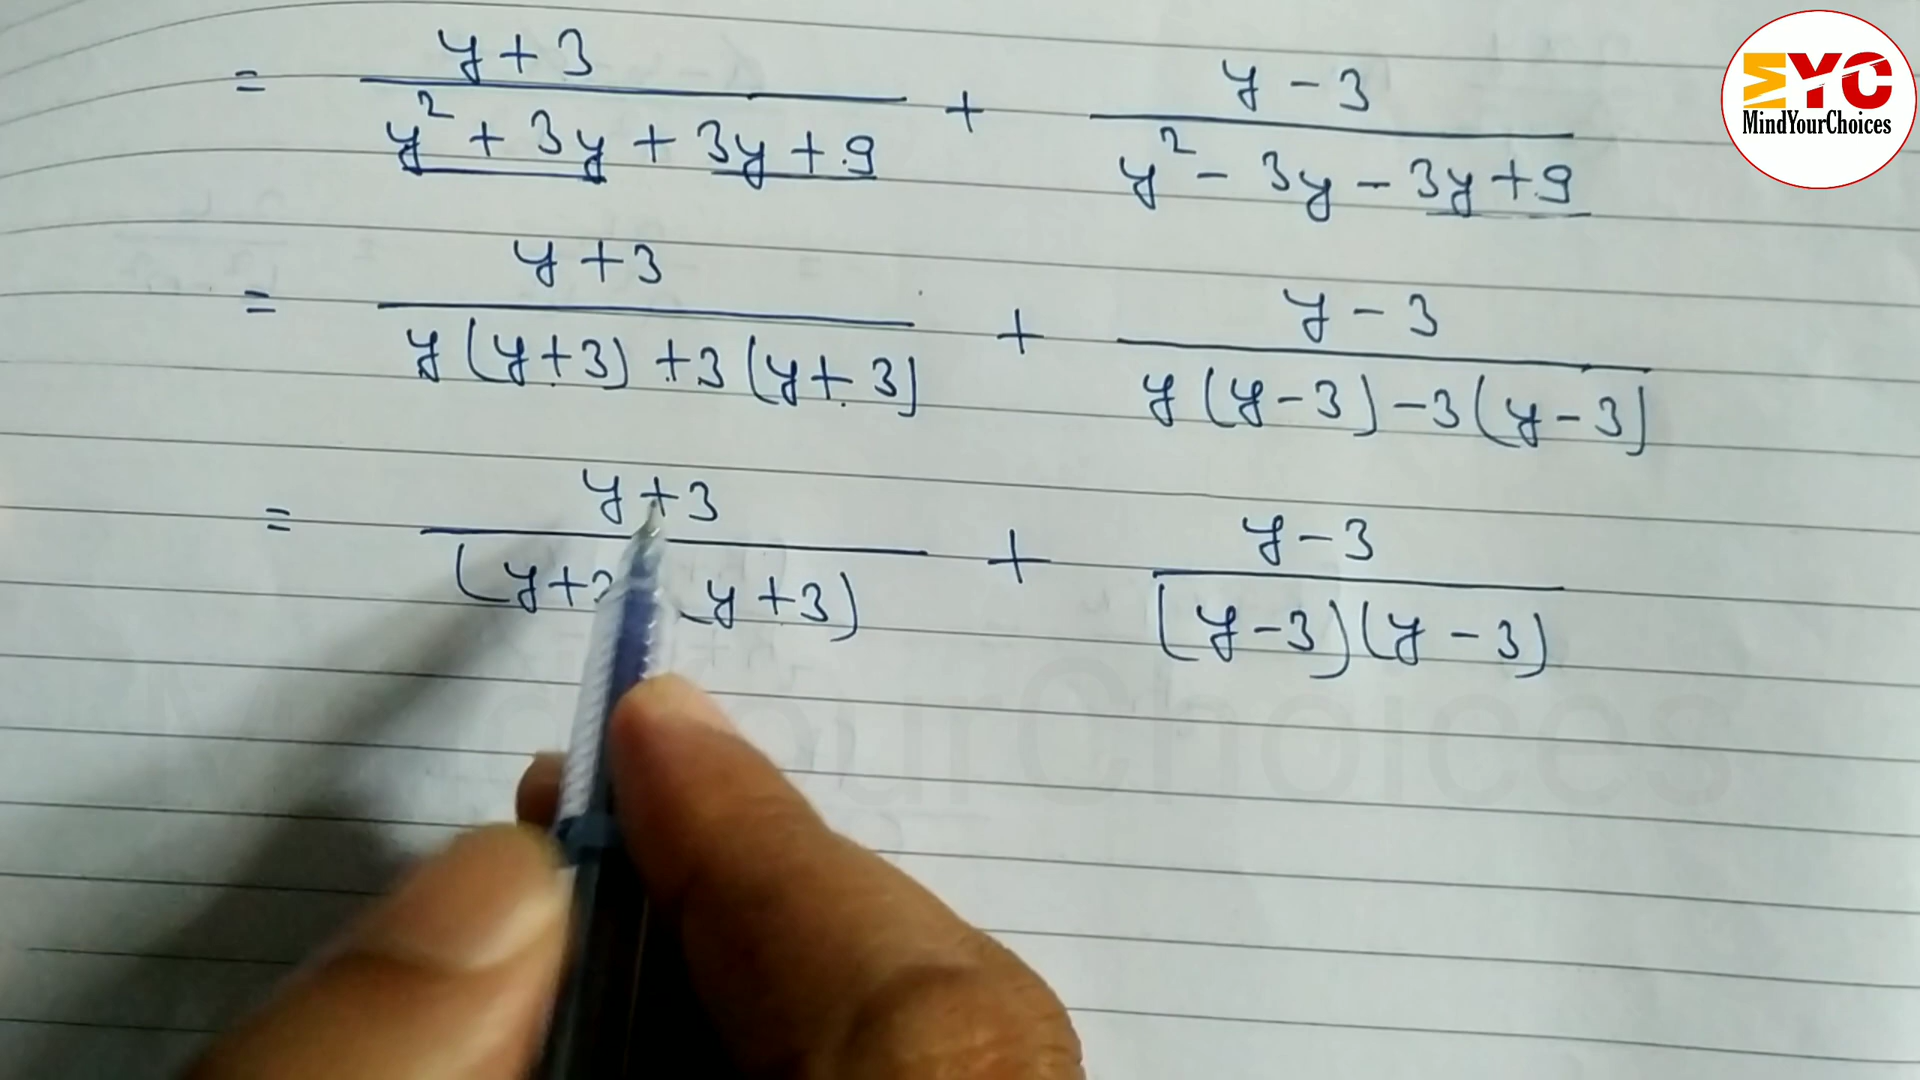 MYC
MindYourChoices
= y + 3 / y² + 3y + 3y + 9 + y - 3 / y² - 3y - 3y + 9
= y + 3 / y (y + 3) + 3 (y + 3) + y - 3 / y (y - 3) - 3 (y - 3)
= y + 3 / (y + (y + 3) + y - 3 / (y - 3) (y - 3)
MindYourChoices